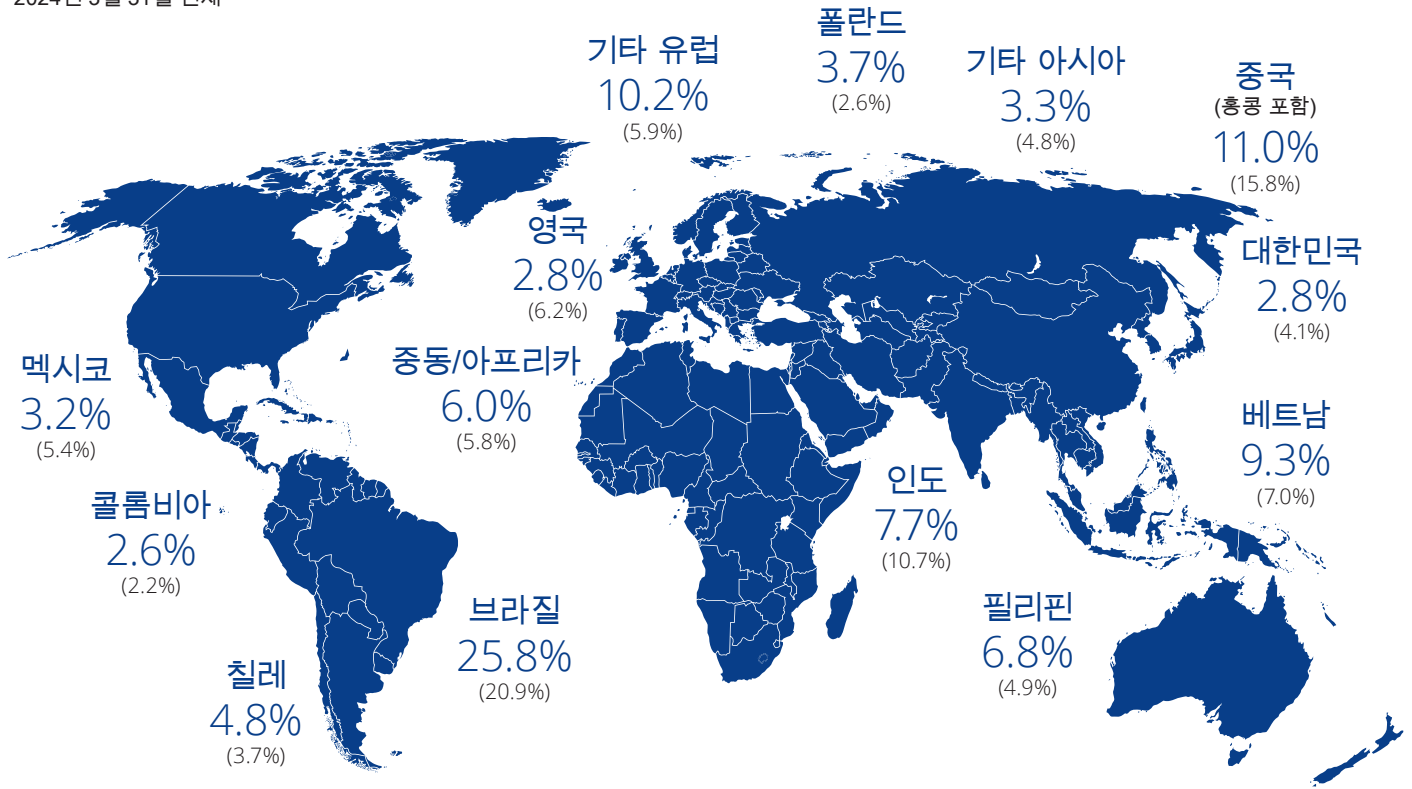 기타 유럽
10.2%
(5.9%)
폴란드
3.7%
(2.6%)
기타 아시아
3.3%
(4.8%)
중국
(홍콩 포함)
11.0%
(15.8%)
영국
2.8%
(6.2%)
대한민국
2.8%
(4.1%)
멕시코
3.2%
(5.4%)
중동/아프리카
6.0%
(5.8%)
베트남
9.3%
(7.0%)
콜롬비아
2.6%
(2.2%)
인도
7.7%
(10.7%)
브라질
25.8%
(20.9%)
필리핀
6.8%
(4.9%)
칠레
4.8%
(3.7%)